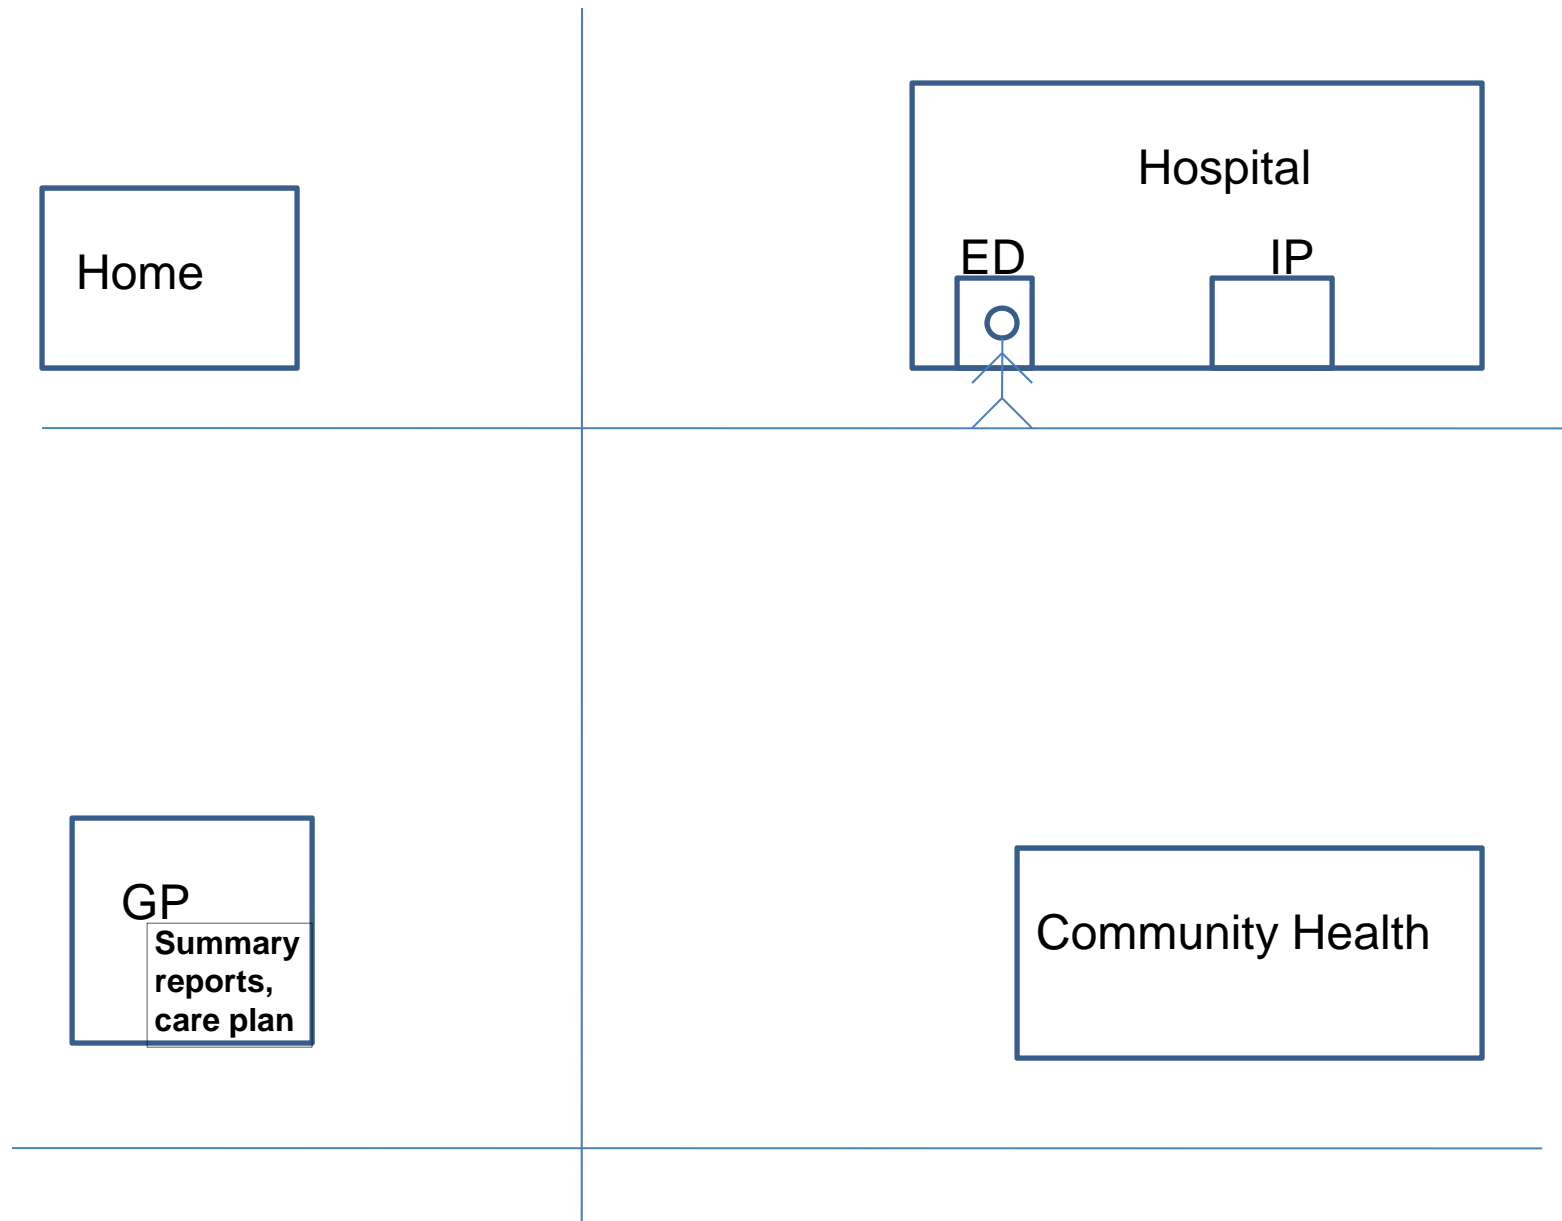 Hospital
ED
IP
Home
GP
Summary
reports,
care plan
Community Health